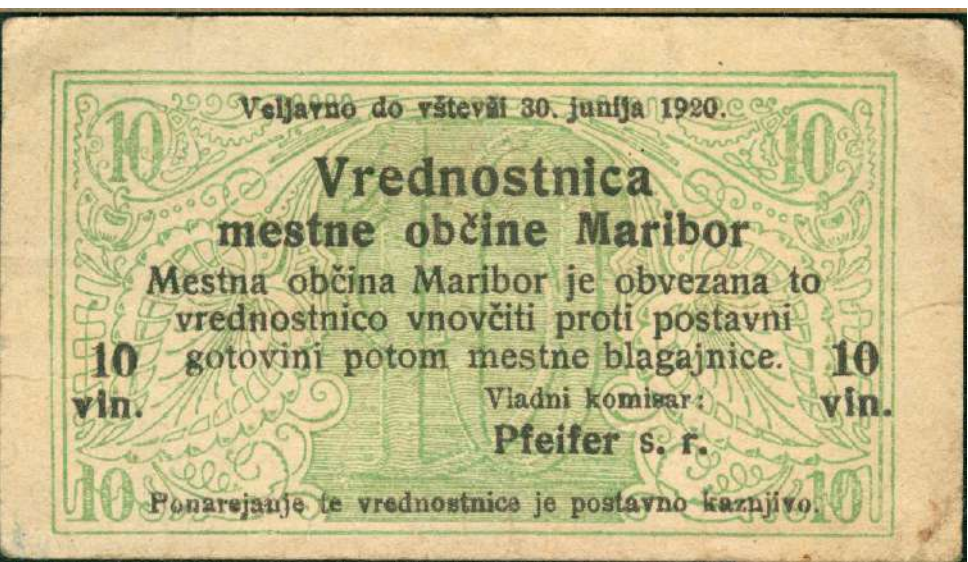 10 10
Veljavno do vštevši 30. junija 1920.
Vrednostnica
mestne občine Maribor
Mestna občina Maribor je obvezana to
vrednostnico vnovčiti proti postavni
gotovini potom mestne blagajnice.
10 vin.
10 vin.
Vladni komisar:
Pfeifer s. r.
10 10
Ponarejanje te vrednostnice je postavno kaznjivo.
10